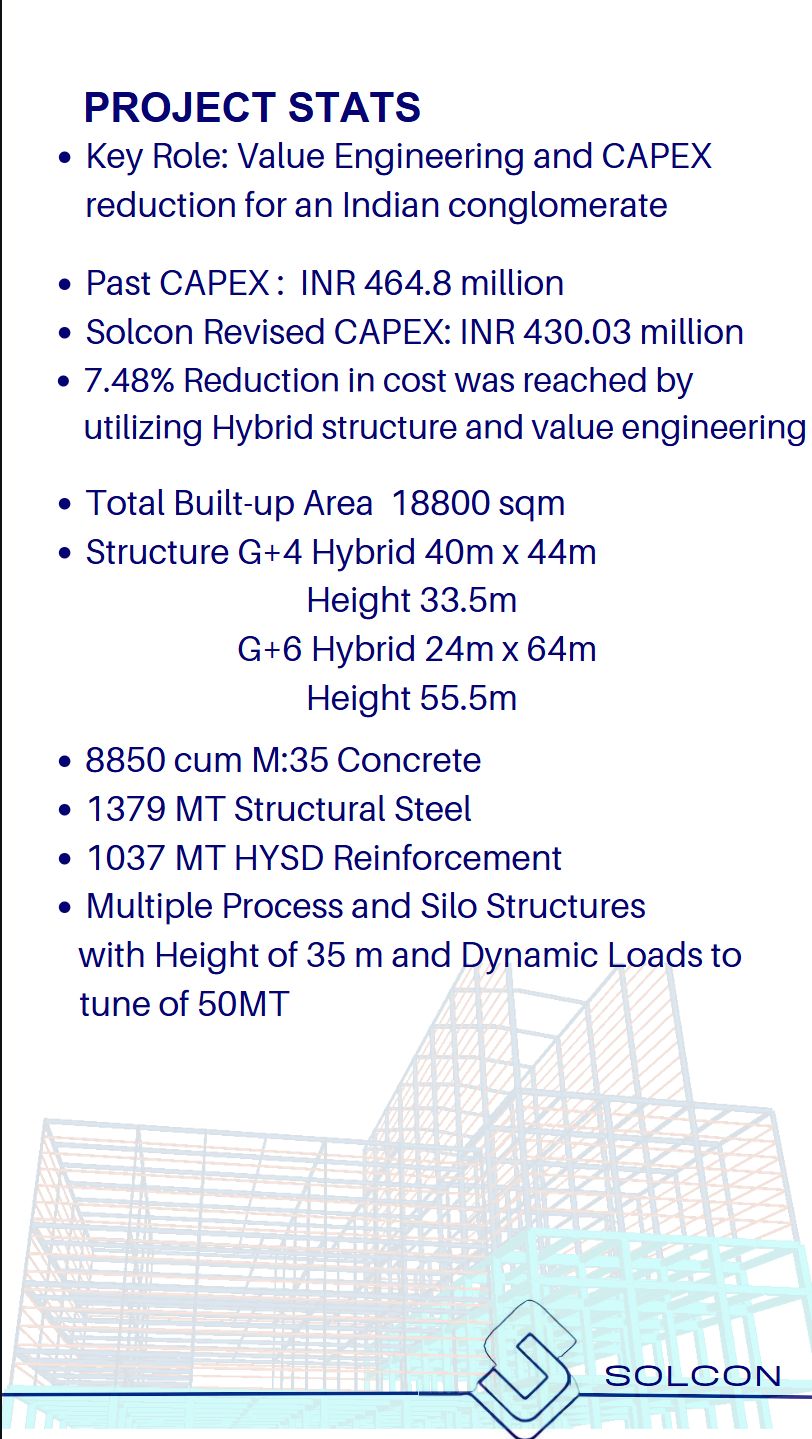 PROJECT STATS
• Key Role: Value Engineering and CAPEX
reduction for an Indian conglomerate
• Past CAPEX : INR 464.8 million
• Solcon Revised CAPEX: INR 430.03 million
• 7.48% Reduction in cost was reached by
utilizing Hybrid structure and value engineering
• Total Built-up Area 18800 sqm
• Structure G+4 Hybrid 40m x 44m
Height 33.5m
G+6 Hybrid 24m x 64m
Height 55.5m
• 8850 cum M:35 Concrete
• 1379 MT Structural Steel
• 1037 MT HYSD Reinforcement
• Multiple Process and Silo Structures
with Height of 35 m and Dynamic Loads to
tune of 50MT
SOLCON